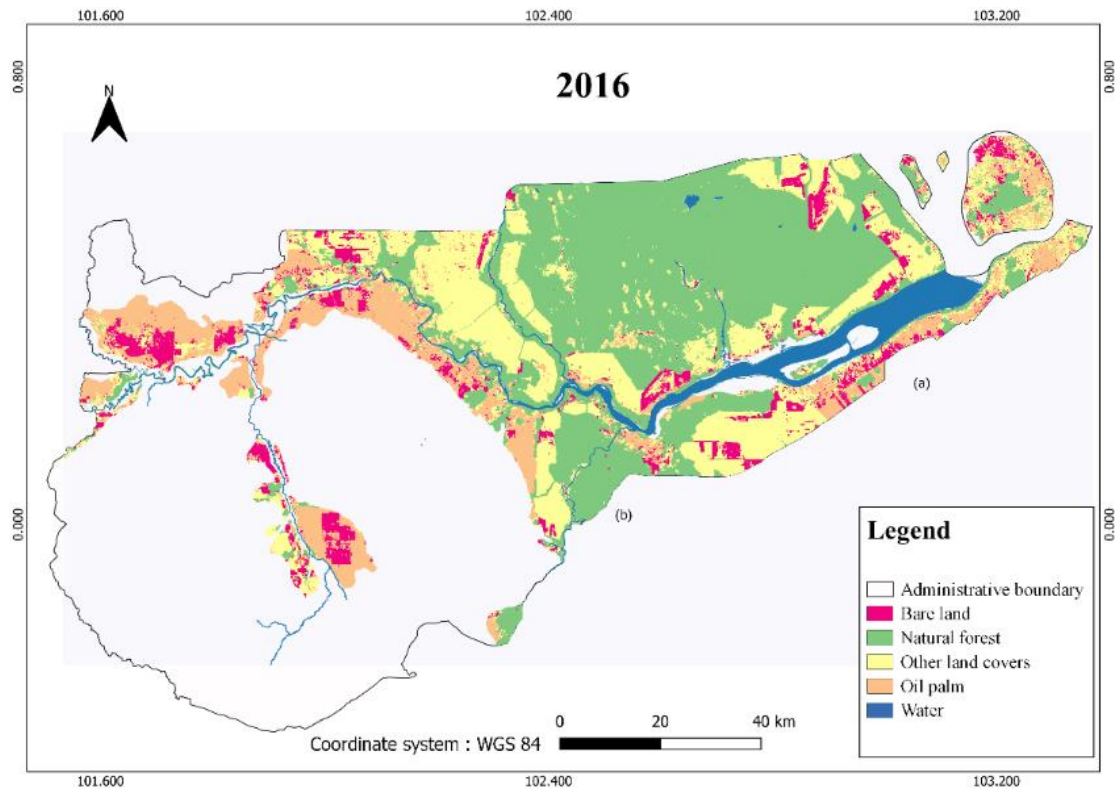 101.600 102.400 103.200
0.800 0.800
2016
N
(a)
(b)
0.000 0.000
Legend
Administrative boundary
Bare land
Natural forest
Other land covers
Oil palm
Water
0 20 40 km
Coordinate system : WGS 84
101.600 102.400 103.200